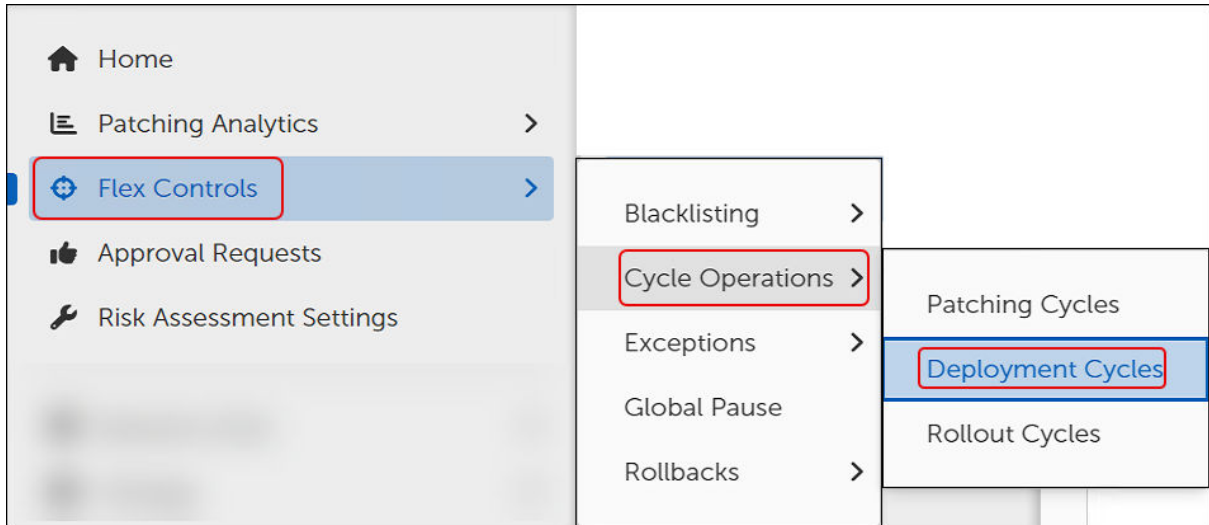 Home
Patching Analytics
Flex Controls
Approval Requests
Risk Assessment Settings
Blacklisting
Cycle Operations
Exceptions
Global Pause
Rollbacks
Patching Cycles
Deployment Cycles
Rollout Cycles